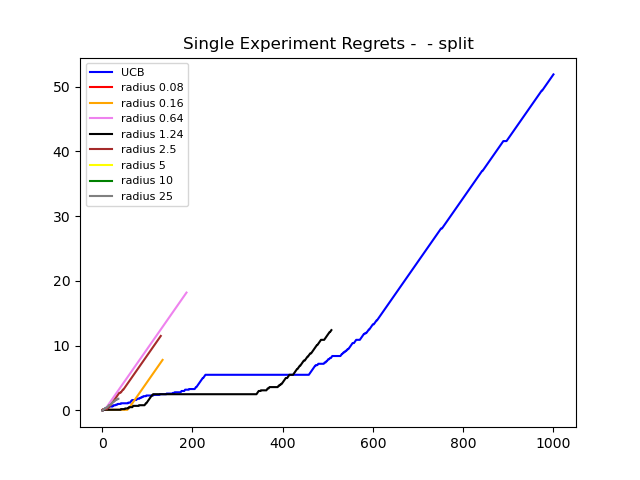 Single Experiment Regrets -  - split
UCB
radius 0.08
radius 0.16
radius 0.64
radius 1.24
radius 2.5
radius 5
radius 10
radius 25
50
40
30
20
10
0
0 200 400 600 800 1000